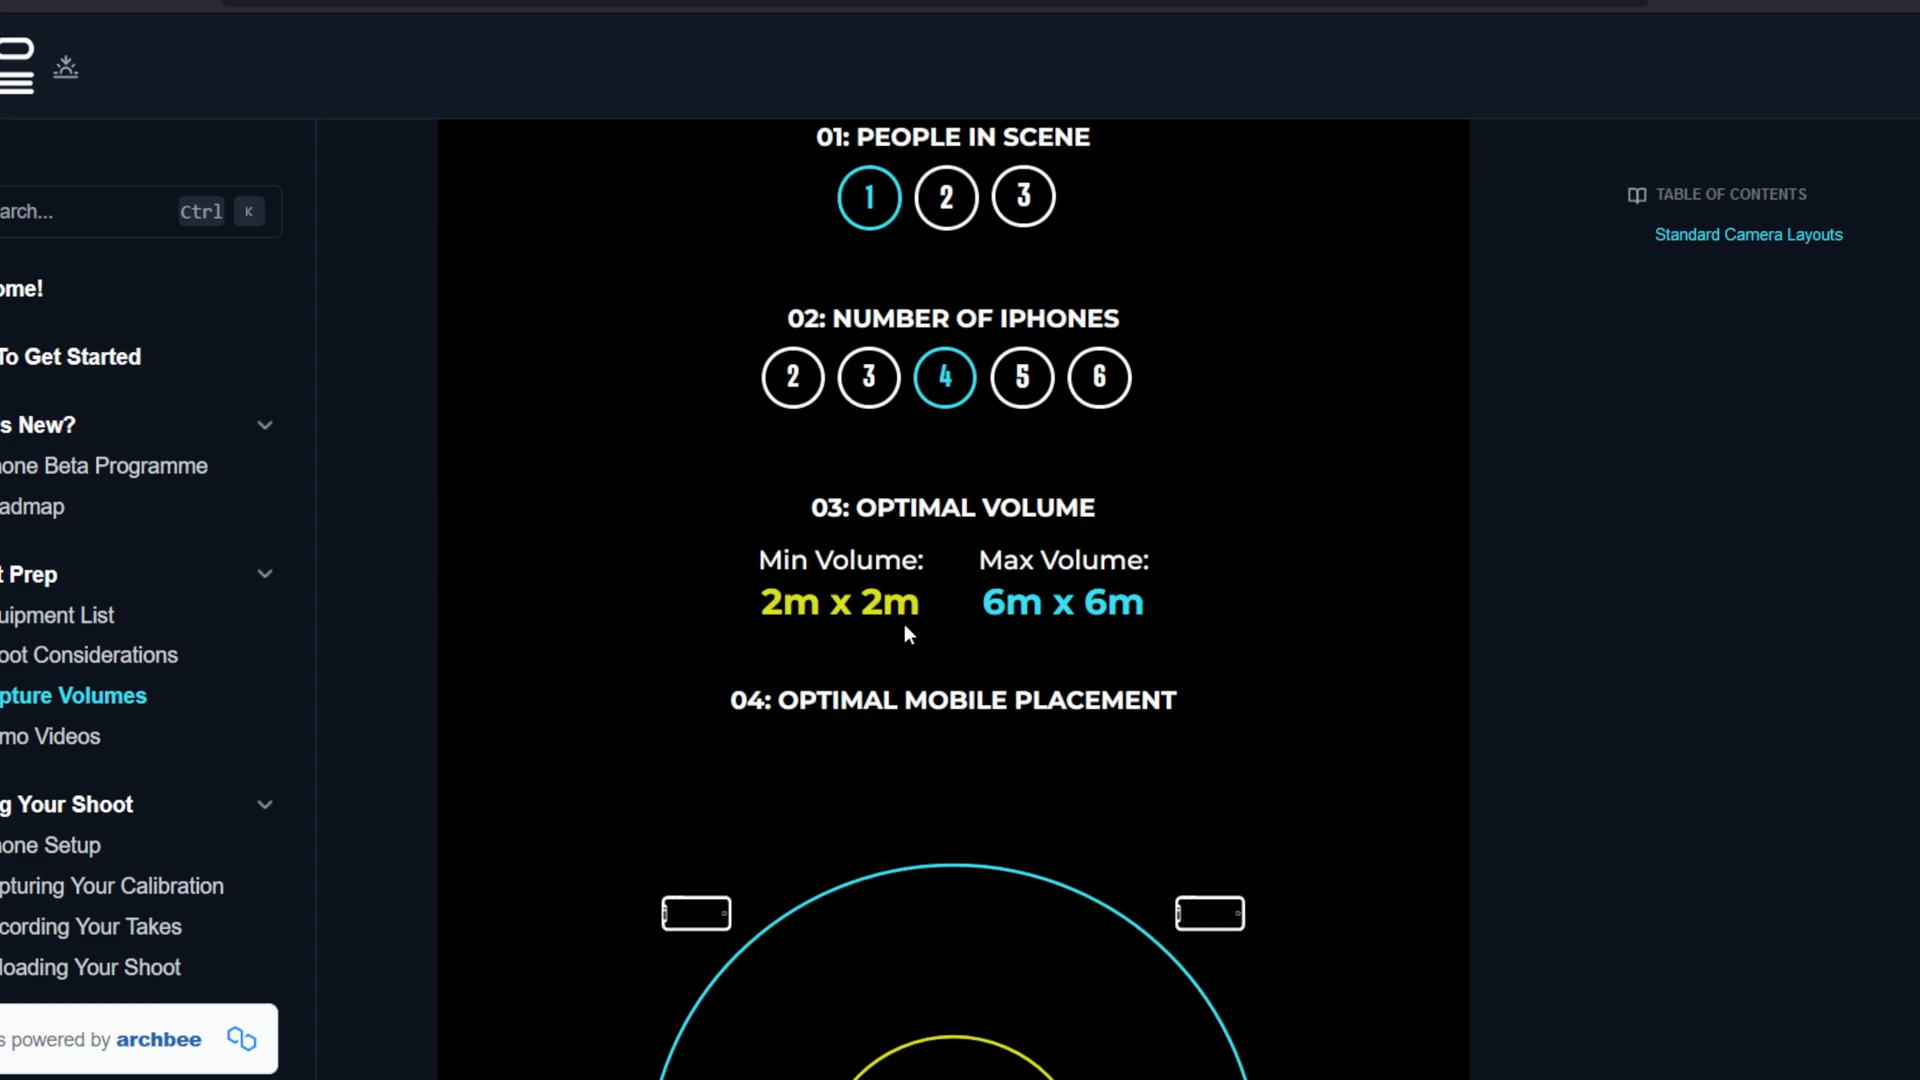 01: PEOPLE IN SCENE
1 2 3
02: NUMBER OF IPHONES
2 3 4 5 6
03: OPTIMAL VOLUME
Min Volume: Max Volume:
2m x 2m 6m x 6m
04: OPTIMAL MOBILE PLACEMENT
arch... Ctrl K
ome!
To Get Started
s New?
one Beta Programme
admap
t Prep
uipment List
oot Considerations
pture Volumes
mo Videos
g Your Shoot
one Setup
pturing Your Calibration
cording Your Takes
loading Your Shoot
s powered by archbee
TABLE OF CONTENTS
Standard Camera Layouts